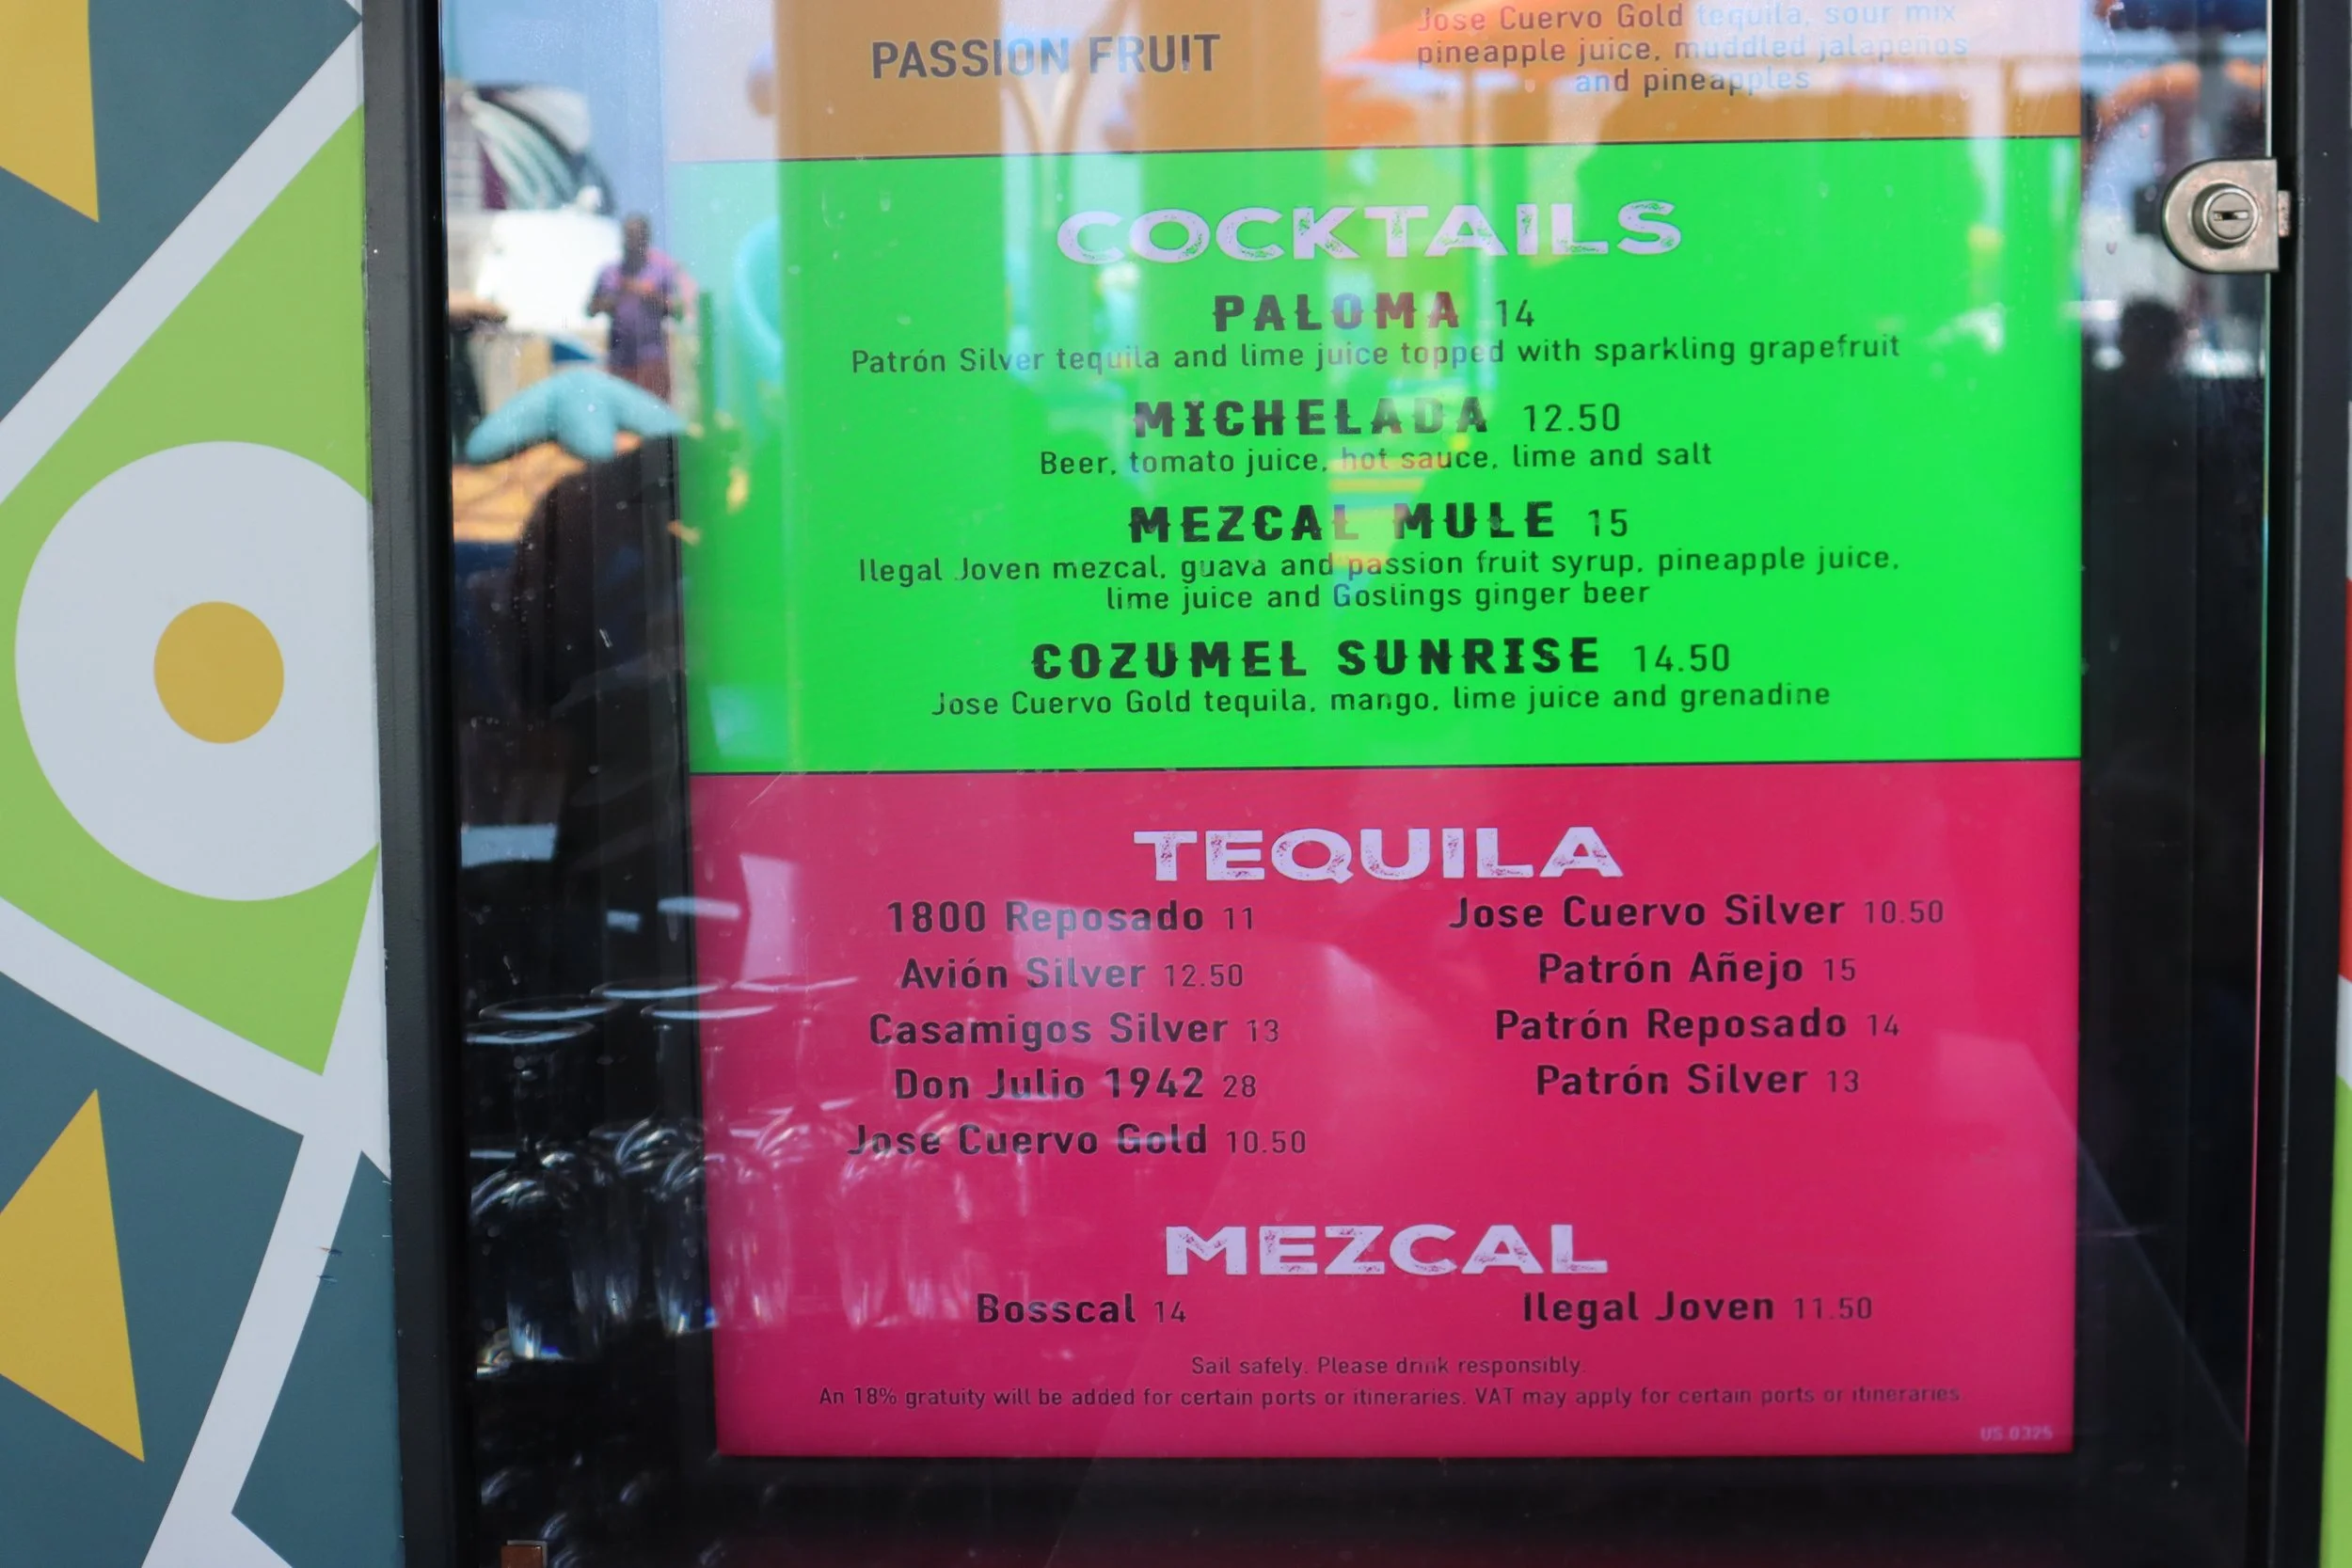 PASSION FRUIT
Jose Cuervo Gold tequila, sour mix
pineapple juice, muddled jalapeños
and pineapples
COCKTAILS
PALOMA 14
Patrón Silver tequila and lime juice topped with sparkling grapefruit
MICHELADA 12.50
Beer, tomato juice, hot sauce, lime and salt
MEZCAL MULE 15
Ilegal Joven mezcal, guava and passion fruit syrup, pineapple juice,
lime juice and Goslings ginger beer
COZUMEL SUNRISE 14.50
Jose Cuervo Gold tequila, mango, lime juice and grenadine
TEQUILA
1800 Reposado 11
Avión Silver 12.50
Casamigos Silver 13
Don Julio 1942 28
Jose Cuervo Gold 10.50
Jose Cuervo Silver 10.50
Patrón Añejo 15
Patrón Reposado 14
Patrón Silver 13
MEZCAL
Bosscal 14
Ilegal Joven 11.50
Sail safely. Please drink responsibly.
An 18% gratuity will be added for certain ports or itineraries. VAT may apply for certain ports or itineraries
US 0325